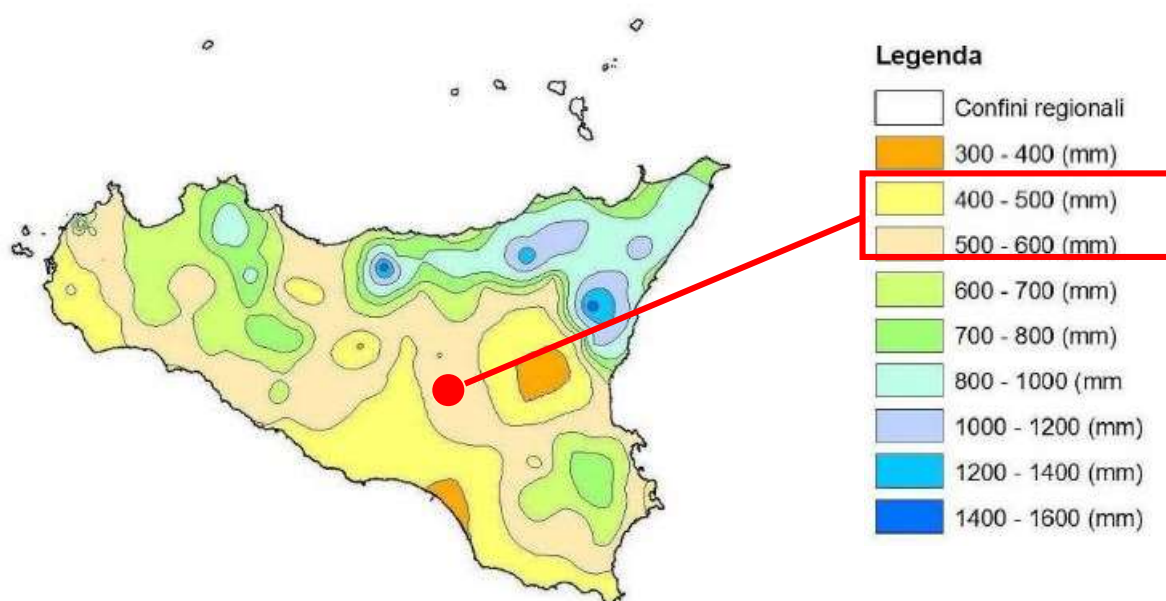 Legenda
Confini regionali
300 - 400 (mm)
400 - 500 (mm)
500 - 600 (mm)
600 - 700 (mm)
700 - 800 (mm)
800 - 1000 (mm
1000 - 1200 (mm)
1200 - 1400 (mm)
1400 - 1600 (mm)